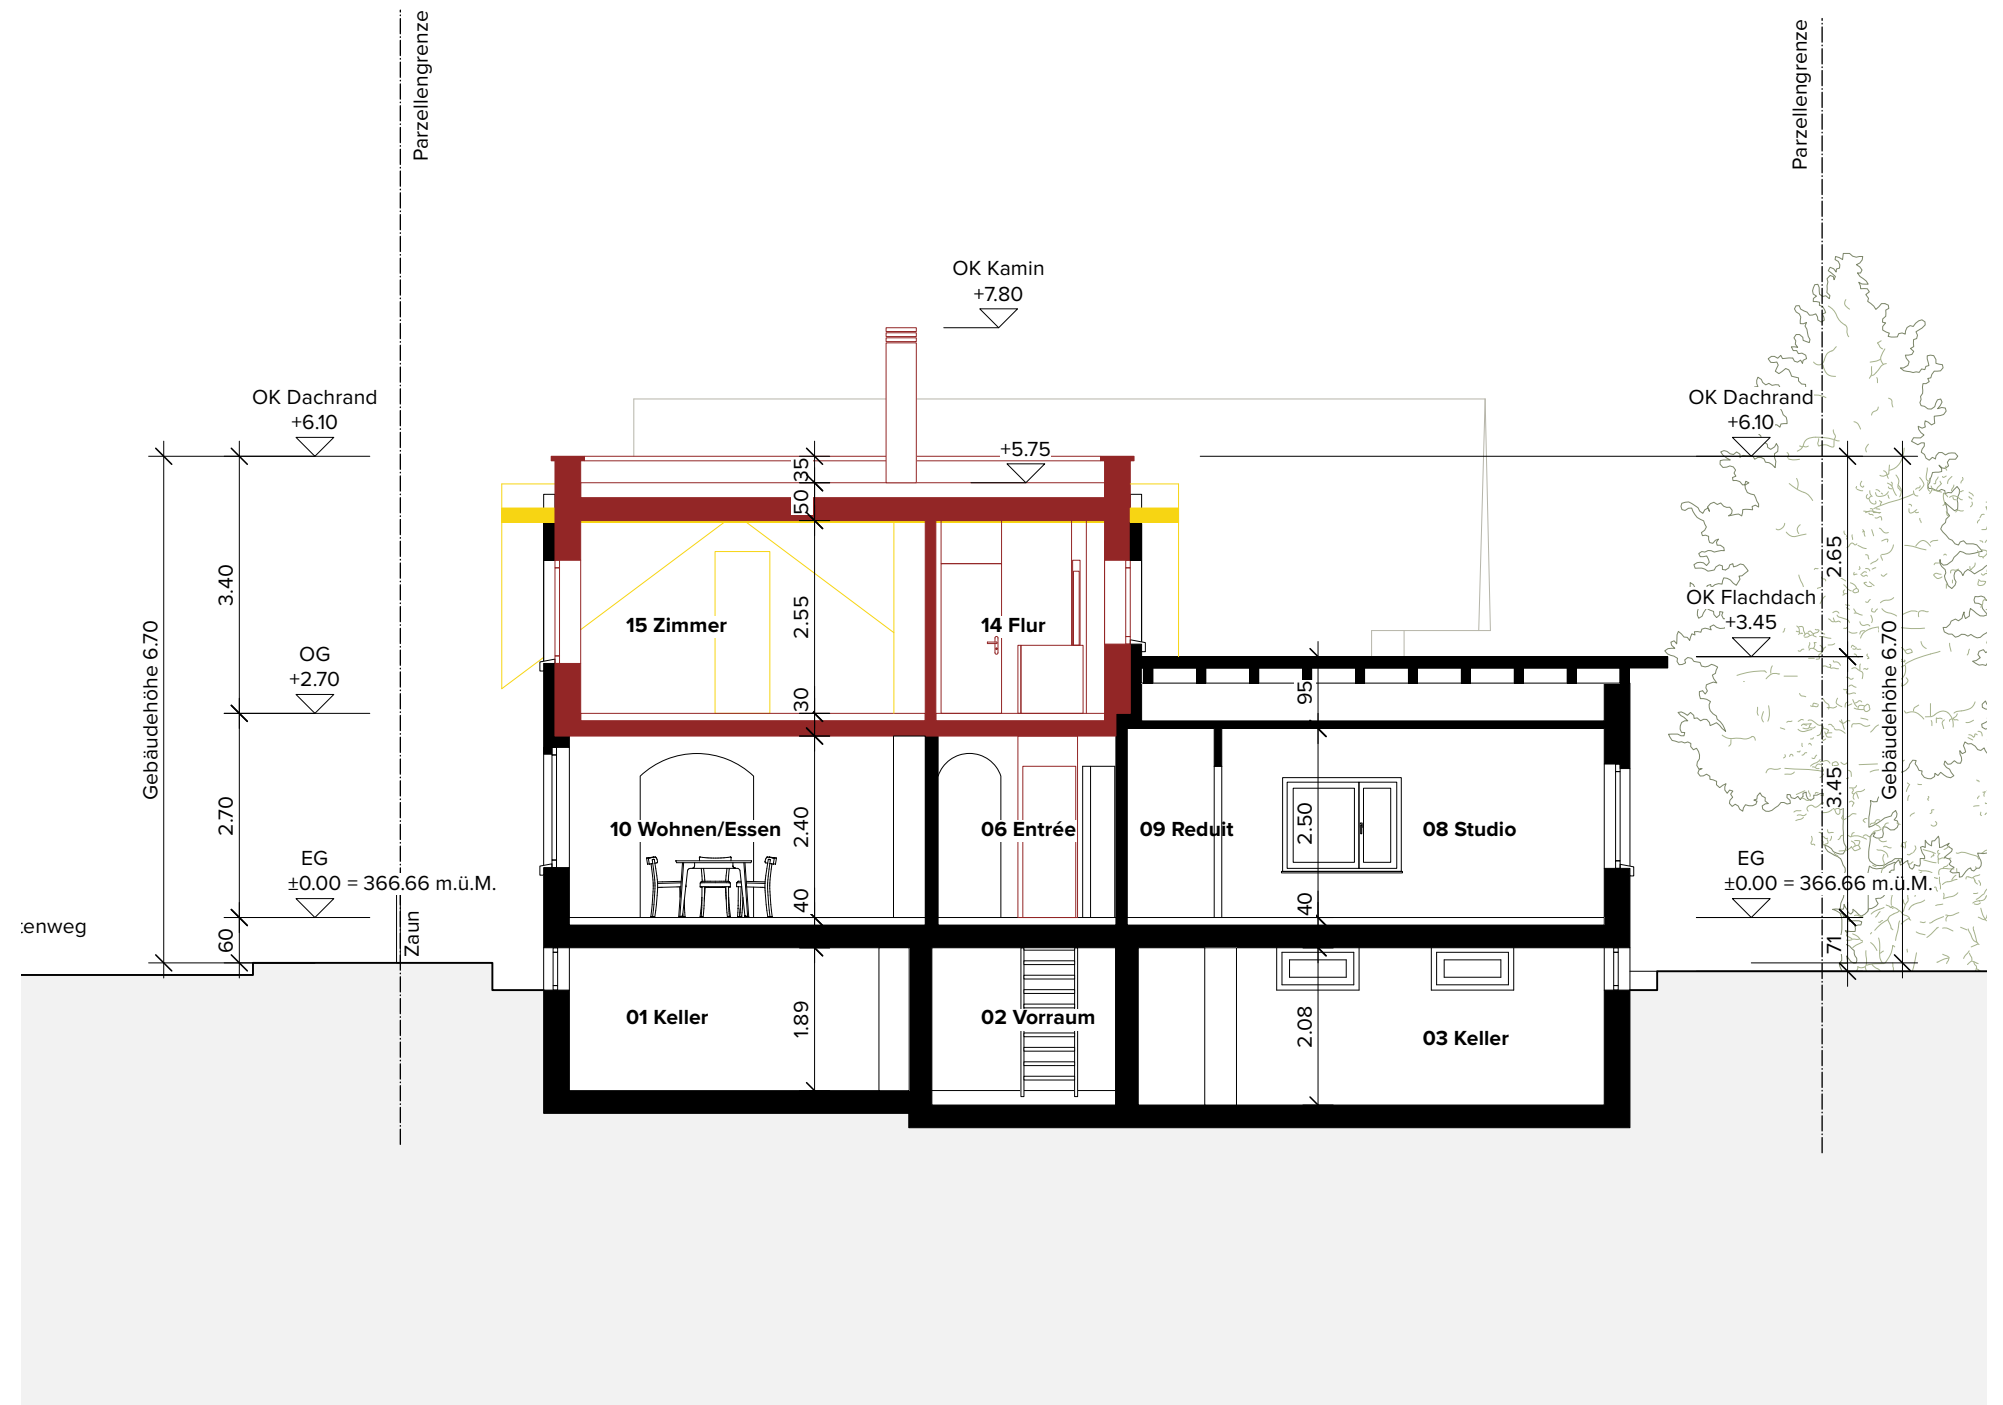 Parzellengrenze
Parzellengrenze
OK Kamin
+7.80
OK Dachrand
+6.10
OK Dachrand
+6.10
+5.75
35
50
3.40
2.65
OK Flachdach
+3.45
15 Zimmer
2.55
14 Flur
OG
+2.70
Gebäudehöhe 6.70
Gebäudehöhe 6.70
30
95
2.70
3.45
10 Wohnen/Essen
2.40
06 Entrée
09 Reduit
2.50
08 Studio
EG
±0.00 = 366.66 m.ü.M.
EG
±0.00 = 366.66 m.ü.M.
40
40
tenweg
60
Zaun
71
01 Keller
1.89
02 Vorraum
2.08
03 Keller